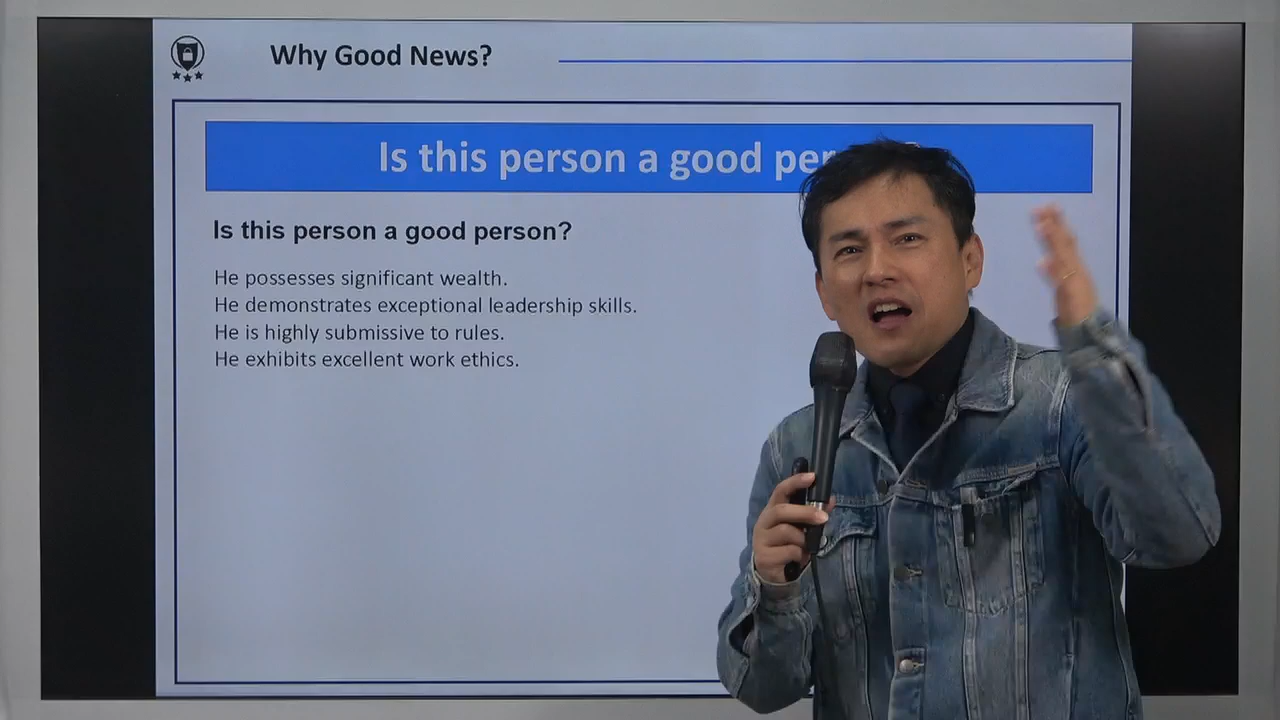 Why Good News?
Is this person a good
Is this person a good person?
He possesses significant wealth.
He demonstrates exceptional leadership skills.
He is highly submissive to rules.
He exhibits excellent work ethics.